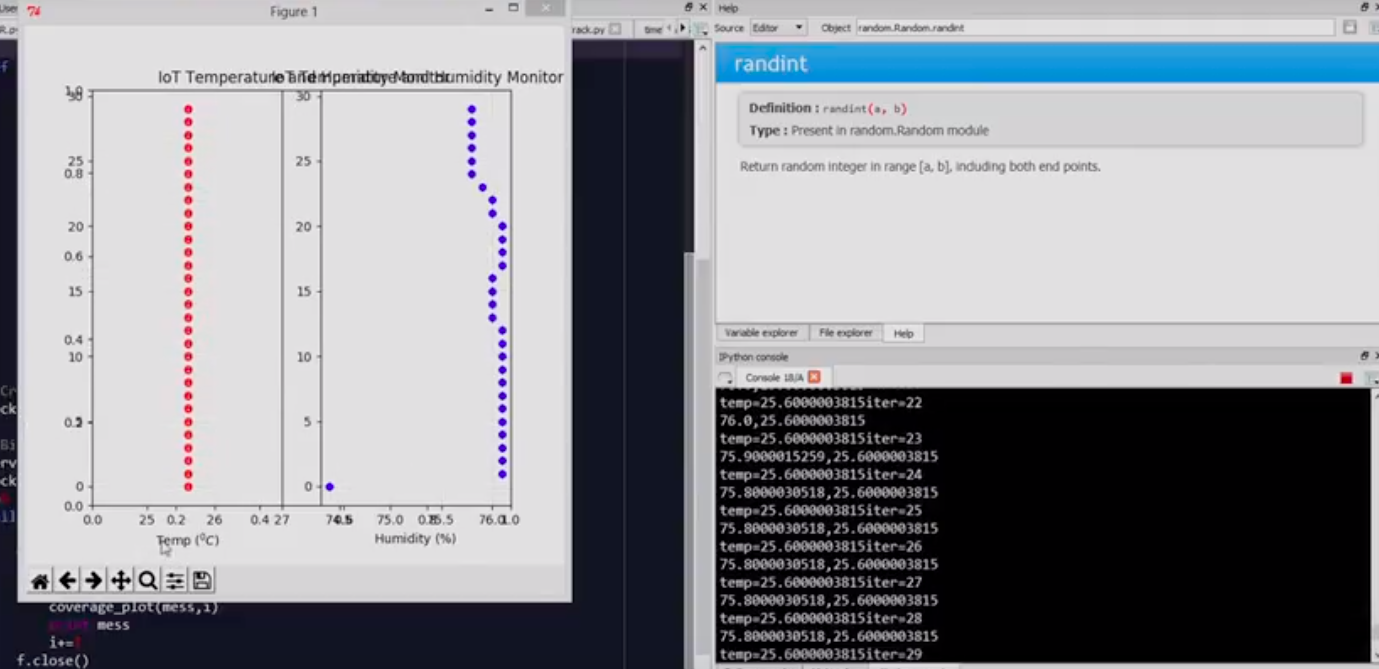 Figure 1
IoT Temperature and Humidity Monitor
IoT Temperature and Humidity Monitor
1.0
30
25
0.8
20
0.6
15
0.4
10
0.2
5
0
0.0
30
25
20
15
10
5
0
0.0
25
0.2
26
0.4
27
74.5
75.0
0.8
75.5
76.0
1.0
Temp (⁰C)
Humidity (%)
coverage_plot(mess,i)
print mess
i+=
f.close()
rack.py
time
Help
Source
Editor
Object
random.Random.randint
randint
Definition : randint(a, b)
Type : Present in random.Random module
Return random integer in range [a, b], including both end points.
Variable explorer
File explorer
Help
IPython console
Console 18/A
temp=25.6000003815iter=22
76.0,25.6000003815
temp=25.6000003815iter=23
75.9000015259,25.6000003815
temp=25.6000003815iter=24
75.8000030518,25.6000003815
temp=25.6000003815iter=25
75.8000030518,25.6000003815
temp=25.6000003815iter=26
75.8000030518,25.6000003815
temp=25.6000003815iter=27
75.8000030518,25.6000003815
temp=25.6000003815iter=28
75.8000030518,25.6000003815
temp=25.6000003815iter=29